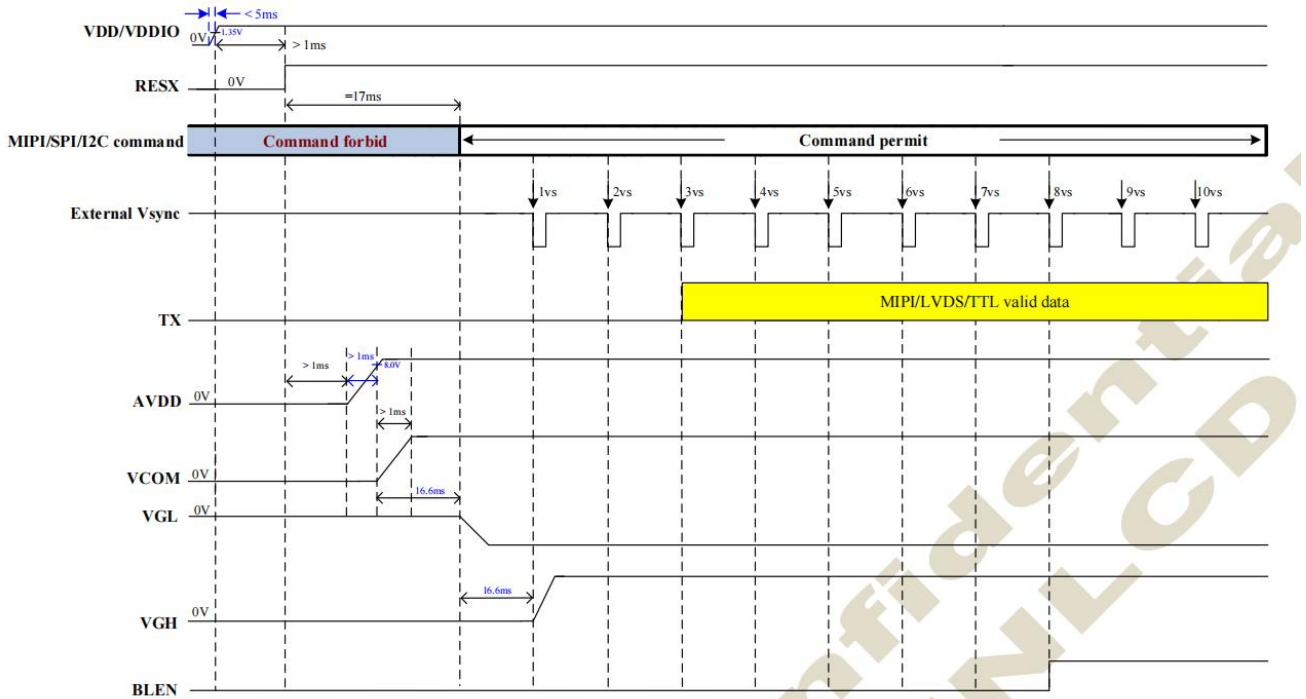 < 5ms
VDD/VDDIO 0V 1.35V
> 1ms
RESX 0V
=17ms
MIPI/SPI/I2C command Command forbid Command permit
1vs 2vs 3vs 4vs 5vs 6vs 7vs 8vs 9vs 10vs
External Vsync
MIPI/LVDS/TTL valid data
TX
> 1ms > 1ms 8.0V
AVDD 0V
> 1ms
VCOM 0V
16.6ms
VGL 0V
16.6ms
VGH 0V
BLEN